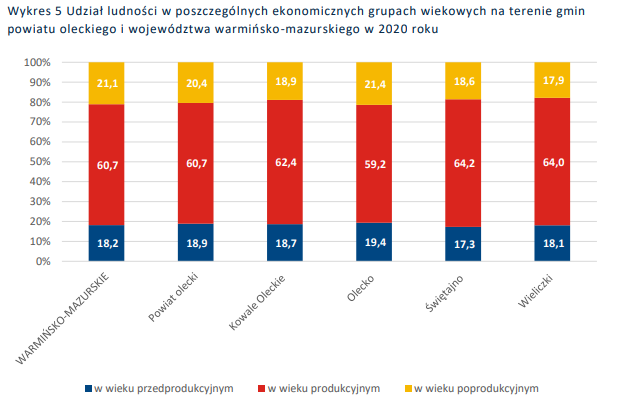 Wykres 5 Udział ludności w poszczególnych ekonomicznych grupach wiekowych na terenie gmin
powiatu oleckiego i województwa warmińsko-mazurskiego w 2020 roku
100%
90%
80%
70%
60%
50%
40%
30%
20%
10%
0%
21,1 20,4 18,9 21,4 18,6 17,9
60,7 60,7 62,4 59,2 64,2 64,0
18,2 18,9 18,7 19,4 17,3 18,1
WARMIŃSKO-MAZURSKIE
Powiat olecki
Kowale Oleckie
Olecko
Świętajno
Wieliczki
w wieku przedprodukcyjnym w wieku produkcyjnym w wieku poprodukcyjnym